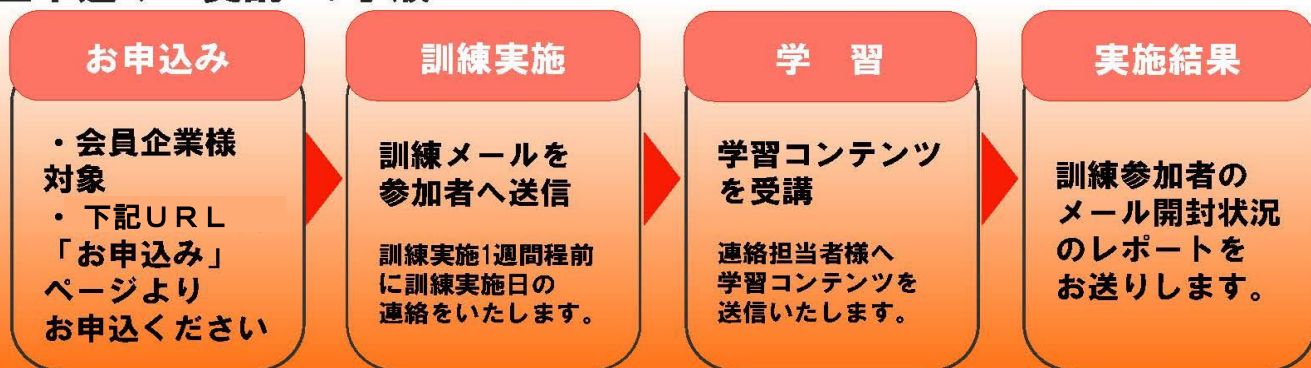 お申込み
・会員企業様
対象
・ 下記URL
「お申込み」
ページより
お申込ください
訓練実施
訓練メールを
参加者へ送信
訓練実施1週間程前
に訓練実施日の
連絡をいたします。
学　習
学習コンテンツ
を受講
連絡担当者様へ
学習コンテンツを
送信いたします。
実施結果
訓練参加者の
メール開封状況
のレポートを
お送りします。